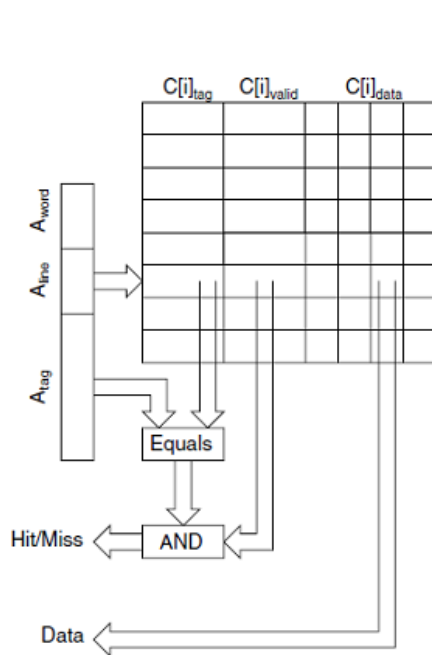 C[i]tag C[i]valid C[i]data
Aword
Aline
Atag
Equals
Hit/Miss
AND
Data